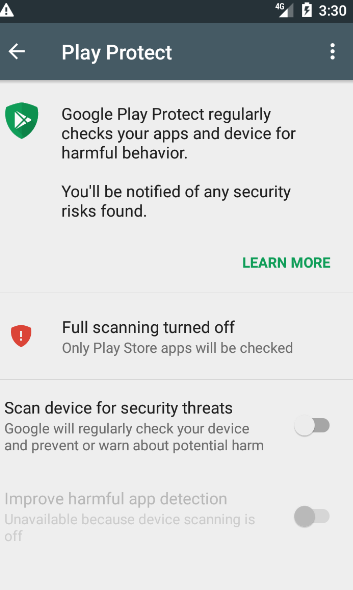 4G 3:30
Play Protect
Google Play Protect regularly
checks your apps and device for
harmful behavior.
You'll be notified of any security
risks found.
LEARN MORE
Full scanning turned off
Only Play Store apps will be checked
Scan device for security threats
Google will regularly check your device
and prevent or warn about potential harm
Improve harmful app detection
Unavailable because device scanning is
off